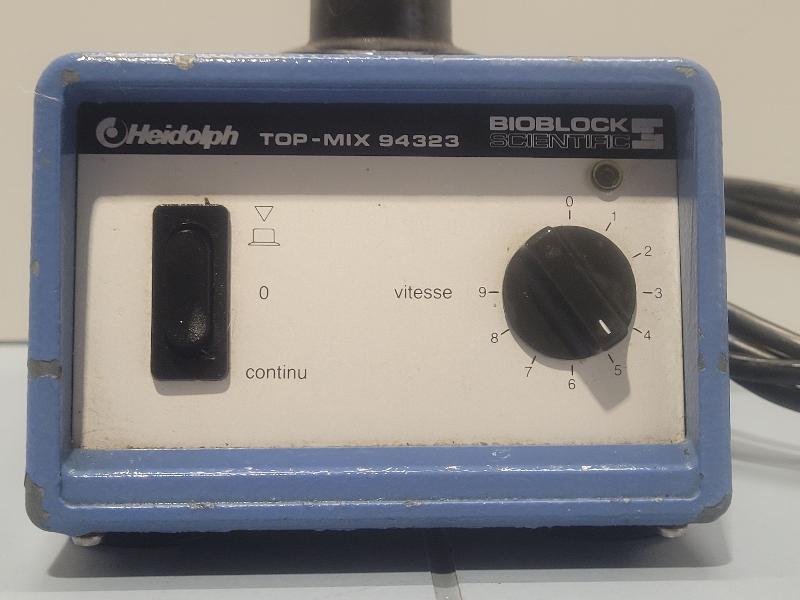 Heidolph TOP-MIX 94323 BIOBLOCK
SCIENTIFIC
0
1
2
0 vitesse 9 3
8 4
7 5
6
continu